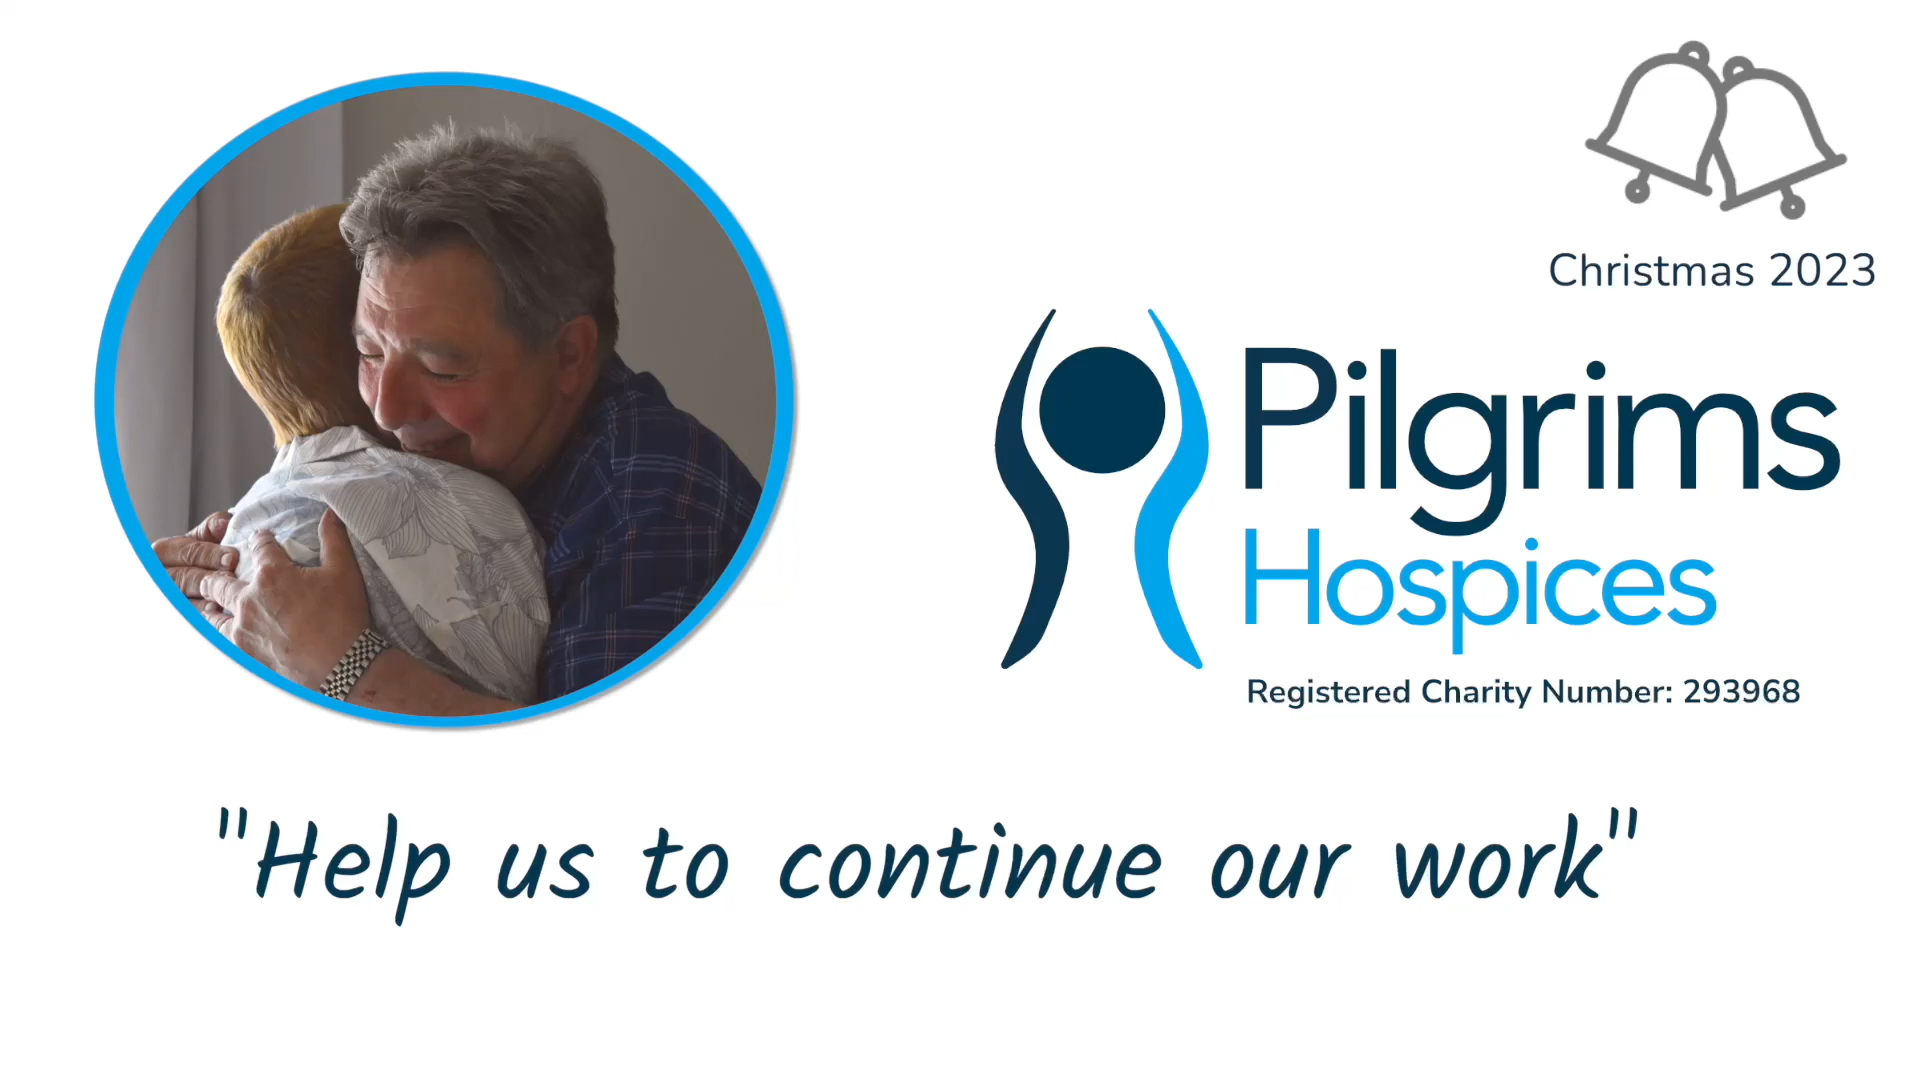 Christmas 2023
Pilgrims
Hospices
Registered Charity Number: 293968
"Help us to continue our work"